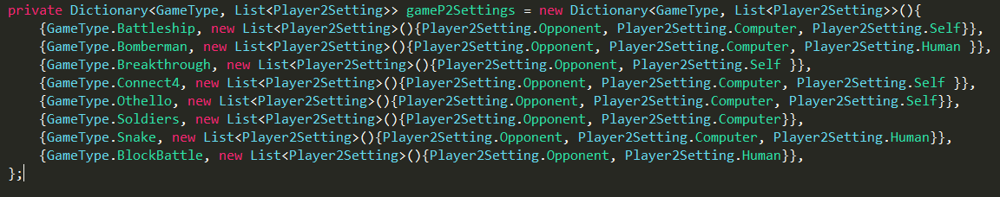 private Dictionary<GameType, List<Player2Setting>> gameP2Settings = new Dictionary<GameType, List<Player2Setting>>(){
    {GameType.Battleship, new List<Player2Setting>(){Player2Setting.Opponent, Player2Setting.Computer, Player2Setting.Self}},
    {GameType.Bomberman, new List<Player2Setting>(){Player2Setting.Opponent, Player2Setting.Computer, Player2Setting.Human }},
    {GameType.Breakthrough, new List<Player2Setting>(){Player2Setting.Opponent, Player2Setting.Self }},
    {GameType.Connect4, new List<Player2Setting>(){Player2Setting.Opponent, Player2Setting.Computer, Player2Setting.Self }},
    {GameType.Othello, new List<Player2Setting>(){Player2Setting.Opponent, Player2Setting.Computer, Player2Setting.Self}},
    {GameType.Soldiers, new List<Player2Setting>(){Player2Setting.Opponent, Player2Setting.Computer}},
    {GameType.Snake, new List<Player2Setting>(){Player2Setting.Opponent, Player2Setting.Computer, Player2Setting.Human}},
    {GameType.BlockBattle, new List<Player2Setting>(){Player2Setting.Opponent, Player2Setting.Human}},
};